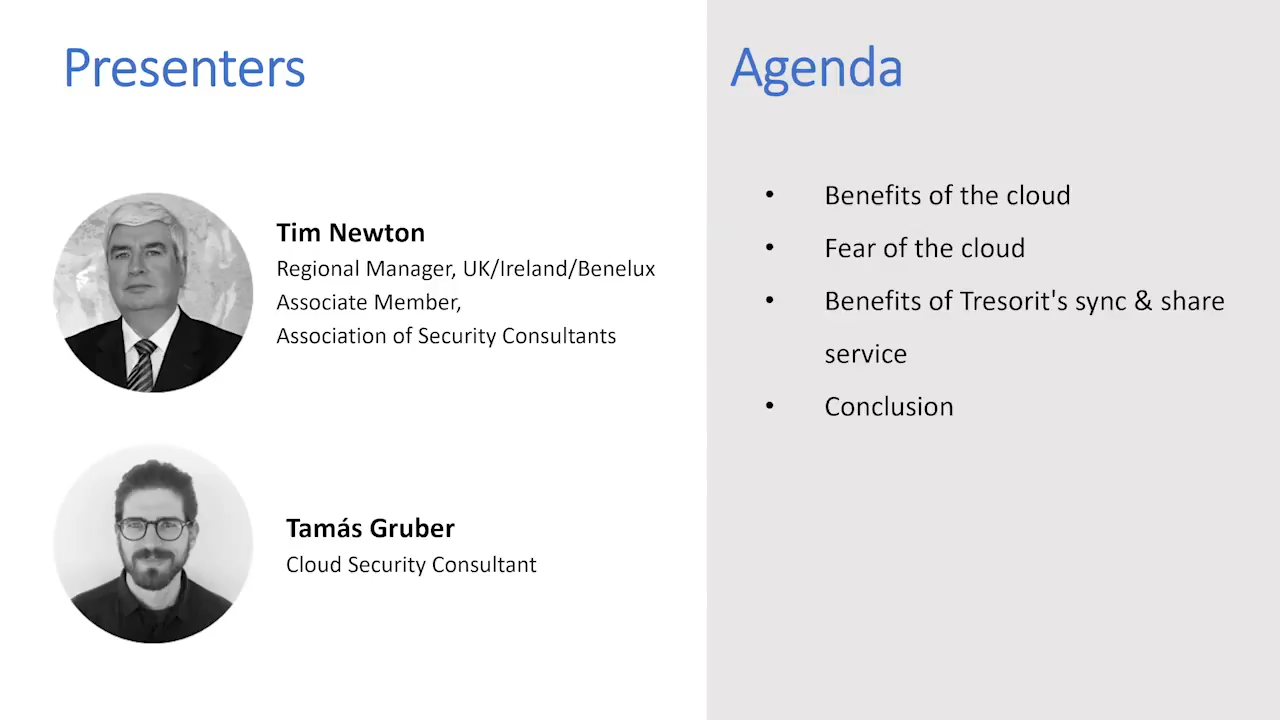 Presenters
Tim Newton
Regional Manager, UK/Ireland/Benelux
Associate Member,
Association of Security Consultants
Tamás Gruber
Cloud Security Consultant
Agenda
• Benefits of the cloud
• Fear of the cloud
• Benefits of Tresorit's sync & share
service
• Conclusion